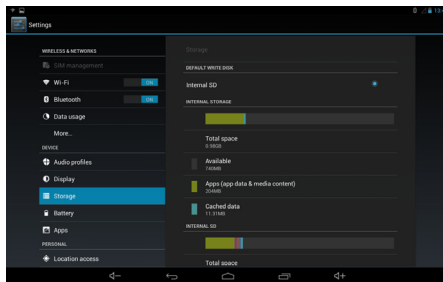 Settings
WIRELESS & NETWORKS
SIM management
Wi-Fi
ON
Bluetooth
ON
Data usage
More...
DEVICE
Audio profiles
Display
Storage
Battery
Apps
PERSONAL
Location access
Storage
DEFAULT WRITE DISK
Internal SD
INTERNAL STORAGE
Total space
0.98GB
Available
740MB
Apps (app data & media content)
204MB
Cached data
11.31MB
INTERNAL SD
Total space